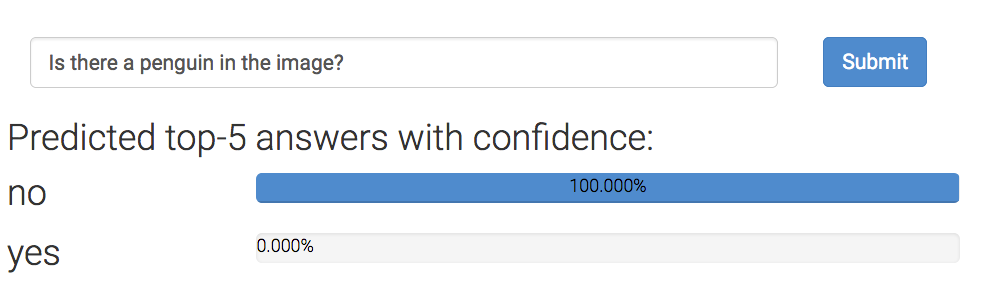 Is there a penguin in the image?
Submit
Predicted top-5 answers with confidence:
no 100.000%
yes 0.000%